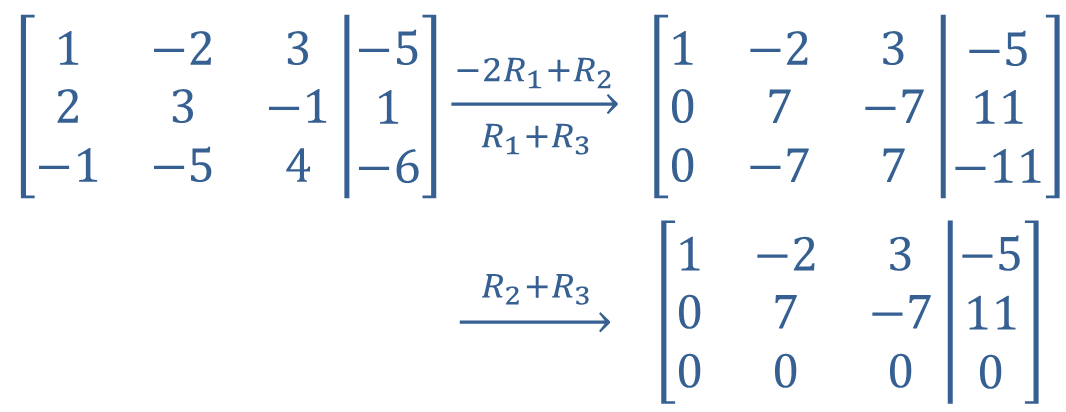 [ 1 −2 3 | −5 ] −2R₁+R₂ [ 1 −2 3 | −5 ]
[ 2 3 −1 | 1 ] ⟶ [ 0 7 −7 | 11 ]
[ −1 −5 4 | −6 ] R₁+R₃ [ 0 −7 7 | −11 ]
R₂+R₃ [ 1 −2 3 | −5 ]
⟶ [ 0 7 −7 | 11 ]
[ 0 0 0 | 0 ]